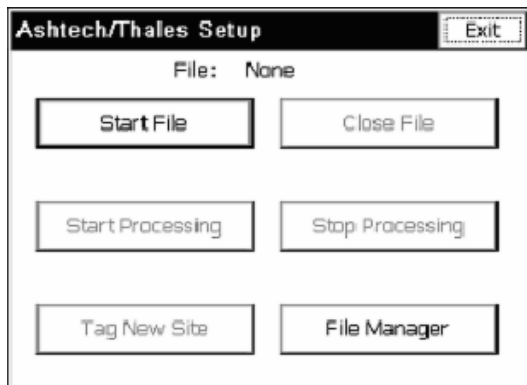 Ashtech/Thales Setup Exit
File: None
Start File Close File
Start Processing Stop Processing
Tag New Site File Manager